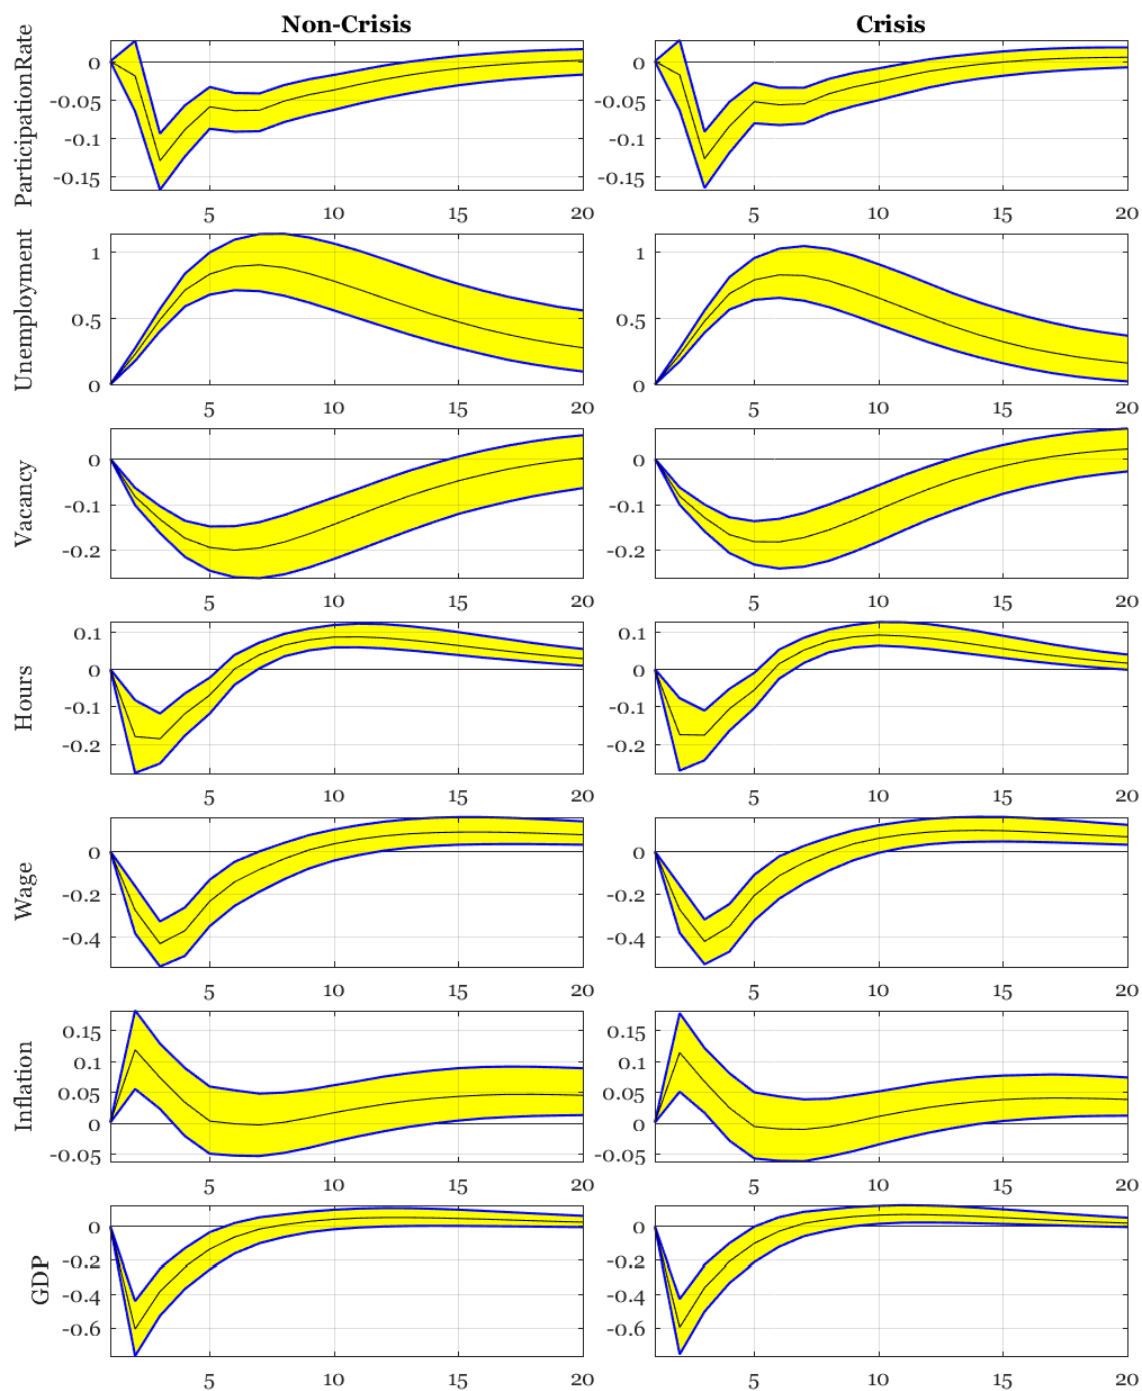 Non-Crisis Crisis
ParticipationRate
0 0
-0.05 -0.05
-0.1 -0.1
-0.15 -0.15
5 10 15 20 5 10 15 20
Unemployment
1 1
0.5 0.5
0 0
5 10 15 20 5 10 15 20
Vacancy
0 0
-0.1 -0.1
-0.2 -0.2
5 10 15 20 5 10 15 20
Hours
0.1 0.1
0 0
-0.1 -0.1
-0.2 -0.2
5 10 15 20 5 10 15 20
Wage
0 0
-0.2 -0.2
-0.4 -0.4
5 10 15 20 5 10 15 20
Inflation
0.15 0.15
0.1 0.1
0.05 0.05
0 0
-0.05 -0.05
5 10 15 20 5 10 15 20
GDP
0 0
-0.2 -0.2
-0.4 -0.4
-0.6 -0.6
5 10 15 20 5 10 15 20